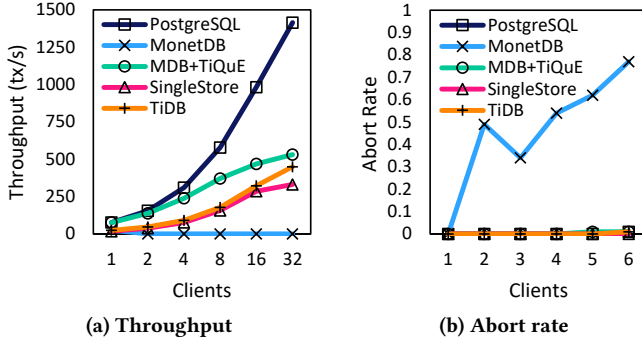 1500
1250
1000
750
500
250
0
Throughput (tx/s)
PostgreSQL
MonetDB
MDB+TiQuE
SingleStore
TiDB
1 2 4 8 16 32
Clients
(a) Throughput
1
0.9
0.8
0.7
0.6
0.5
0.4
0.3
0.2
0.1
0
Abort Rate
PostgreSQL
MonetDB
MDB+TiQuE
SingleStore
TiDB
1 2 3 4 5 6
Clients
(b) Abort rate